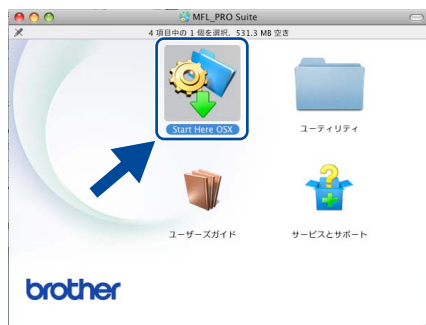 MFL_PRO Suite
4 項目中の 1 個を選択、531.3 MB 空き
Start Here OSX
ユーティリティ
ユーザーズガイド
サービスとサポート
brother